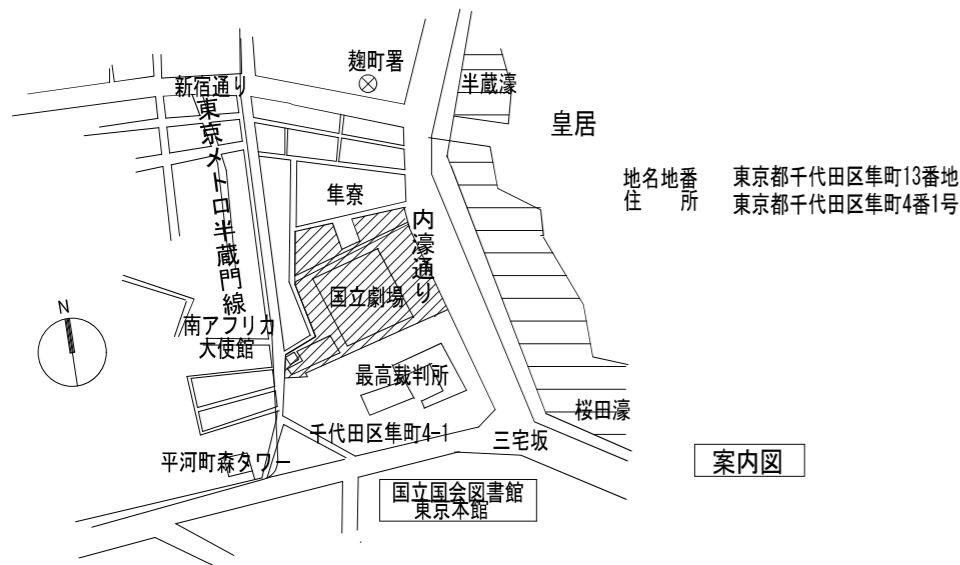 麹町署
新宿通り
半蔵濠
皇居
東京メトロ半蔵門線
地名地番 東京都千代田区隼町13番地
住所 東京都千代田区隼町4番1号
隼寮
内濠通り
国立劇場
N
南アフリカ
大使館
最高裁判所
桜田濠
千代田区隼町4-1
三宅坂
平河町森タワー
案内図
国立国会図書館
東京本館